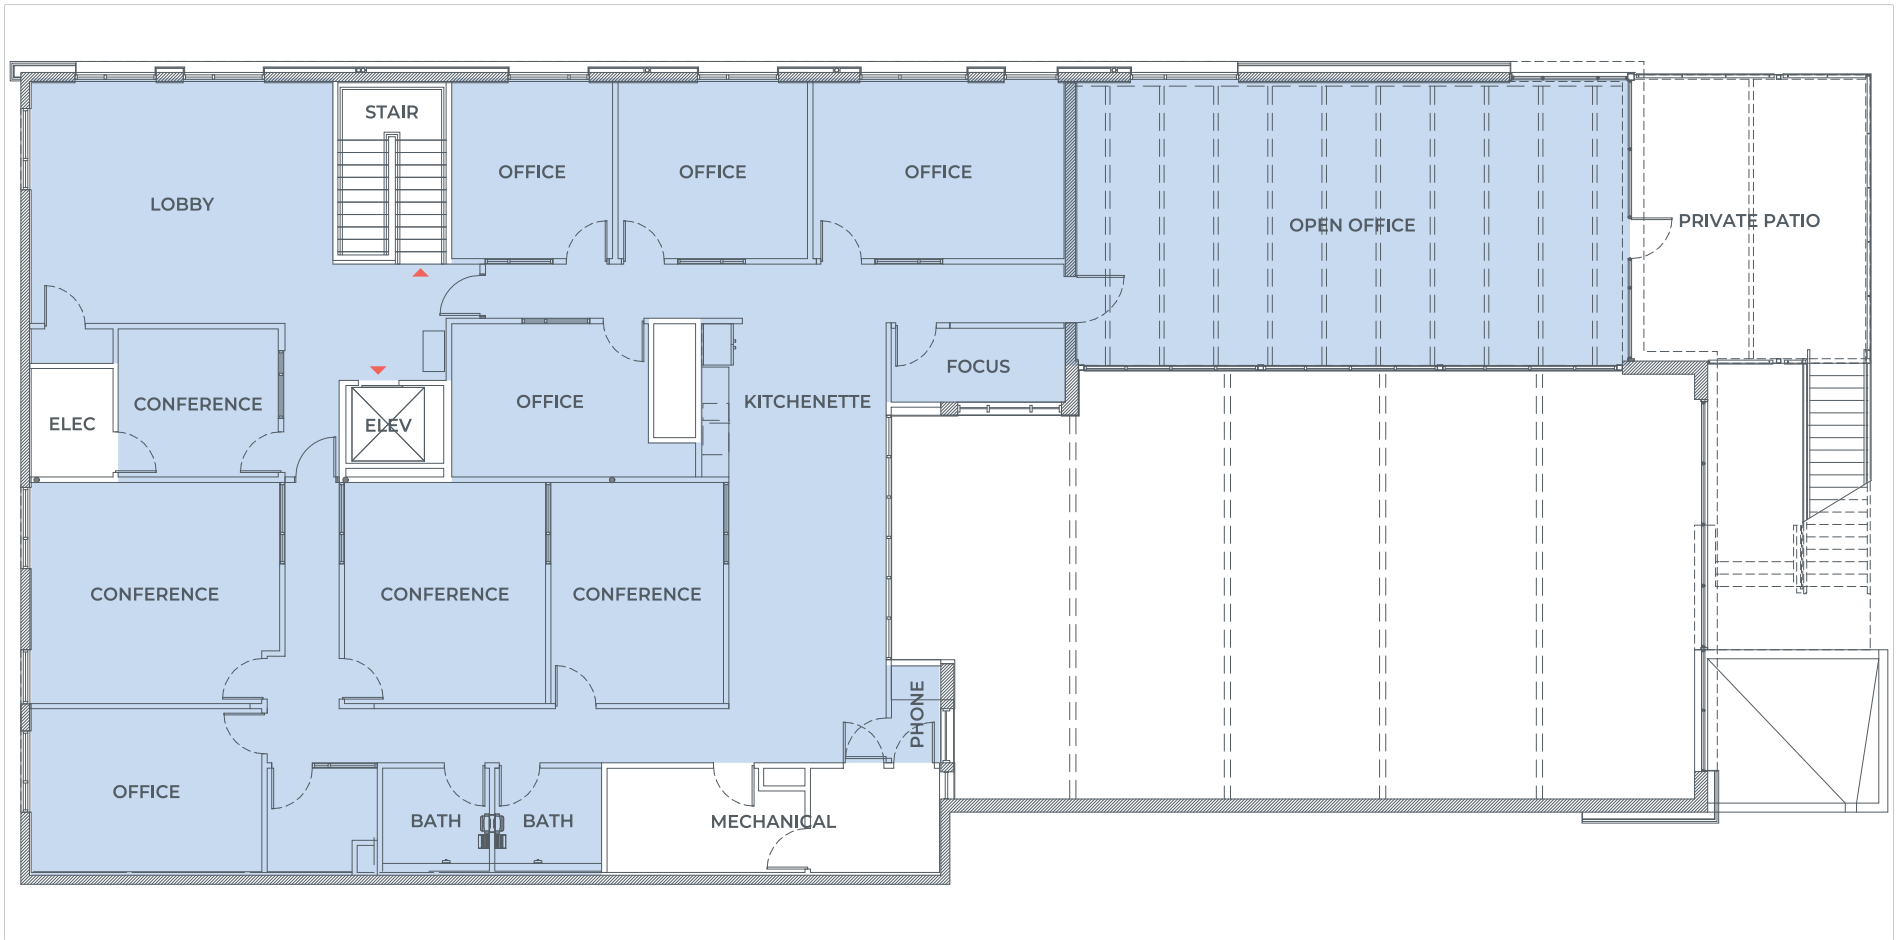 STAIR
OFFICE
OFFICE
OFFICE
LOBBY
OPEN OFFICE
PRIVATE PATIO
FOCUS
CONFERENCE
OFFICE
KITCHENETTE
ELEC
ELEV
CONFERENCE
CONFERENCE
CONFERENCE
PHONE
OFFICE
BATH
BATH
MECHANICAL